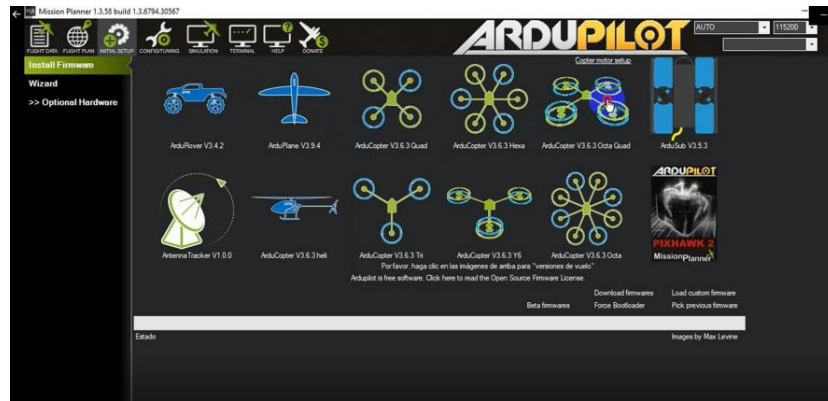 Mission Planner 1.3.58 build 1.3.6794.30567
FLIGHT DATA FLIGHT PLAN INITIAL SETUP CONFIG/TUNING SIMULATION TERMINAL HELP DONATE
ARDUPILOT
AUTO 115200
Install Firmware
Wizard
>> Optional Hardware
Copter motor setup
ArduRover V3.4.2 ArduPlane V3.9.4 ArduCopter V3.6.3 Quad ArduCopter V3.6.3 Hexa ArduCopter V3.6.3 Octa Quad ArduSub V3.5.3
ARDUPILOT
PIXHAWK 2
Mission Planner
AntennaTracker V1.0.0 ArduCopter V3.6.3 heli ArduCopter V3.6.3 Tri ArduCopter V3.6.3 Y6 ArduCopter V3.6.3 Octa
Por favor, haga clic en las imágenes de arriba para "versiones de vuelo"
Ardupilot is free software. Click here to read the Open Source Firmware License.
Download firmwares Load custom firmware
Beta firmwares Force Bootloader Pick previous firmware
Estado Images by Max Levine